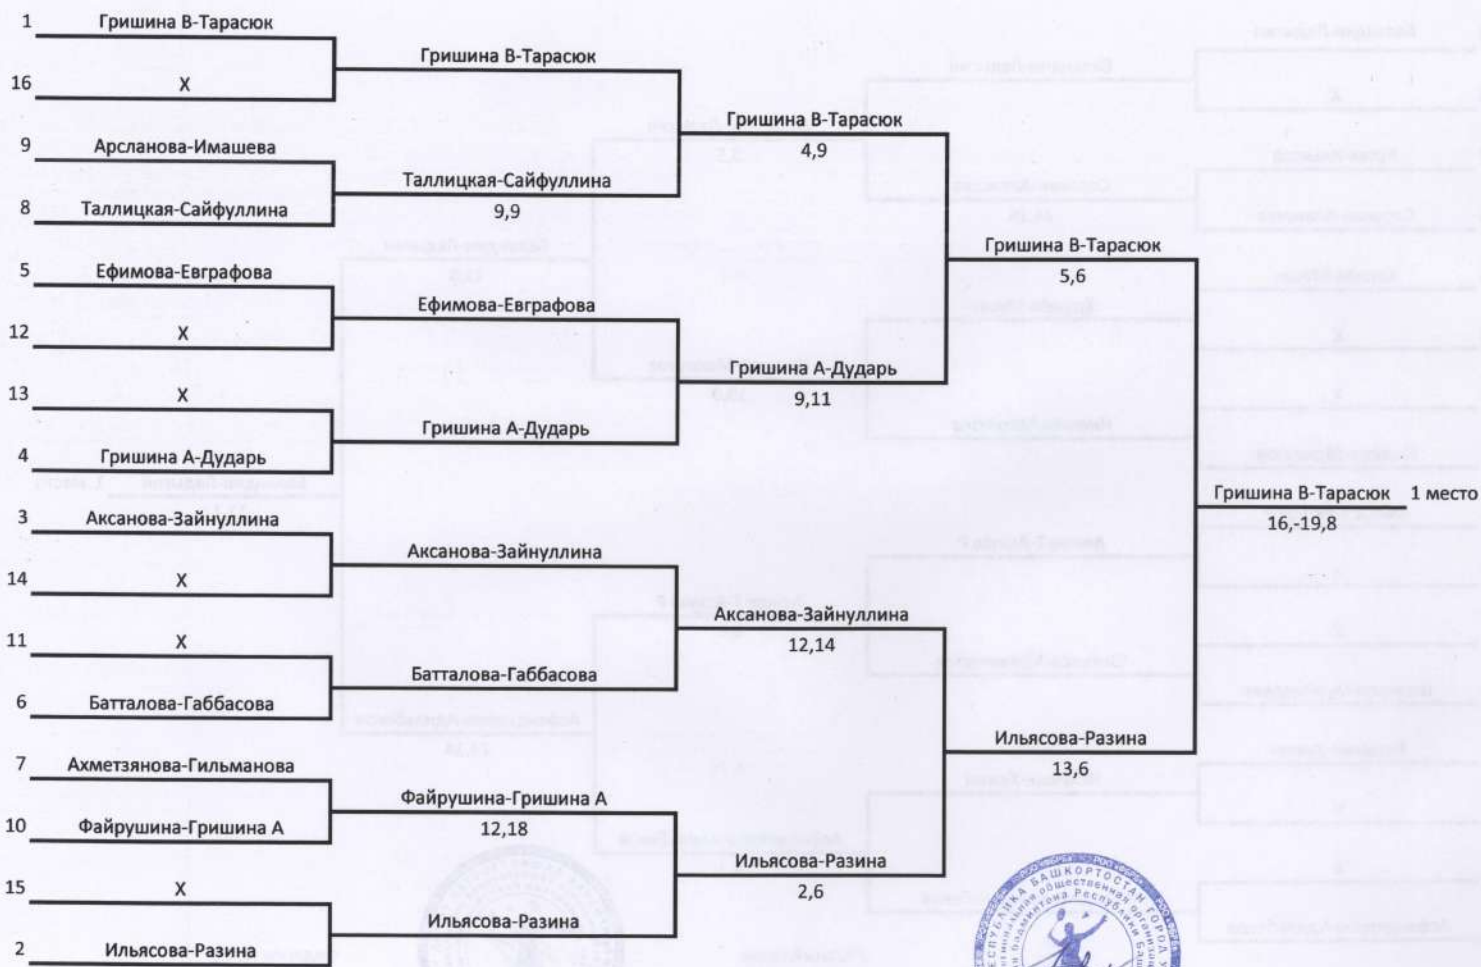 1 Гришина В-Тарасюк
16 X
9 Арсланова-Имашева
8 Таллицкая-Сайфуллина
5 Ефимова-Евграфова
12 X
13 X
4 Гришина А-Дударь
3 Аксанова-Зайнуллина
14 X
11 X
6 Батталова-Габбасова
7 Ахметзянова-Гильманова
10 Файрушина-Гришина А
15 X
2 Ильясова-Разина
Гришина В-Тарасюк
Таллицкая-Сайфуллина
9,9
Ефимова-Евграфова
Гришина А-Дударь
Аксанова-Зайнуллина
Батталова-Габбасова
Файрушина-Гришина А
12,18
Ильясова-Разина
Гришина В-Тарасюк
4,9
Гришина А-Дударь
9,11
Аксанова-Зайнуллина
12,14
Ильясова-Разина
2,6
Гришина В-Тарасюк
5,6
Ильясова-Разина
13,6
Гришина В-Тарасюк 1 место
16,-19,8
БАШКОРТОСТАН
общественная
бадминтона Республики